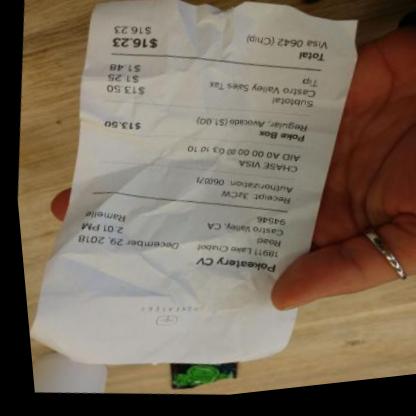 POKEATERY
Pokeatery CV
18911 Lake Chabot
Road
Castro Valley, CA
94546
December 29, 2018
2:01 PM
Ramelle
Receipt: 3zCW
Authorization:
CHASE VISA
AID A0 00 00 00 03 10 10
Poke Box $13.50
Regular, Avocado ($1.00)
Subtotal $13.50
Castro Valley Sales Tax $1.25
Tip $1.48
Total $16.23
Visa 0642 (Chip) $16.23